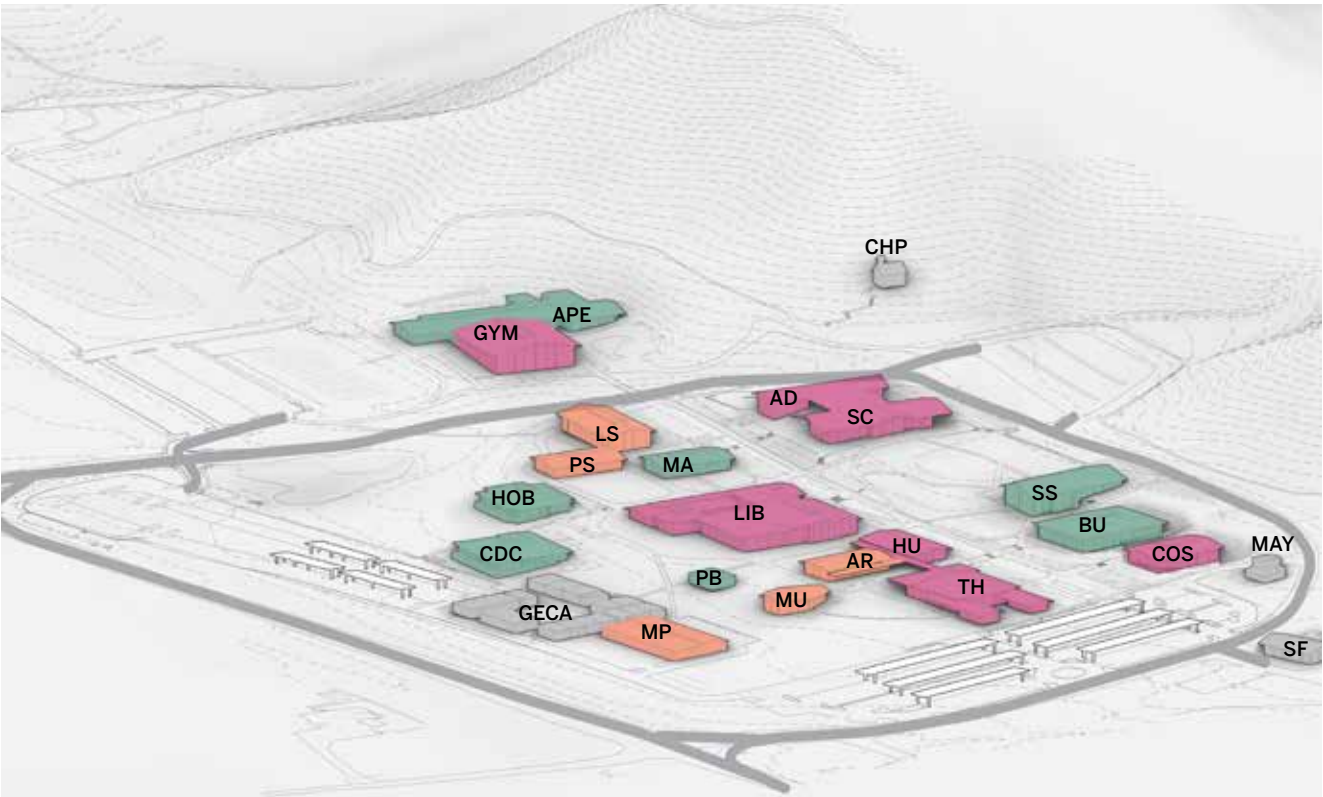 CHP
APE
GYM
AD
SC
LS
PS
MA
HOB
SS
LIB
BU
CDC
HU
AR
COS
MAY
PB
TH
MU
GECA
MP
SF